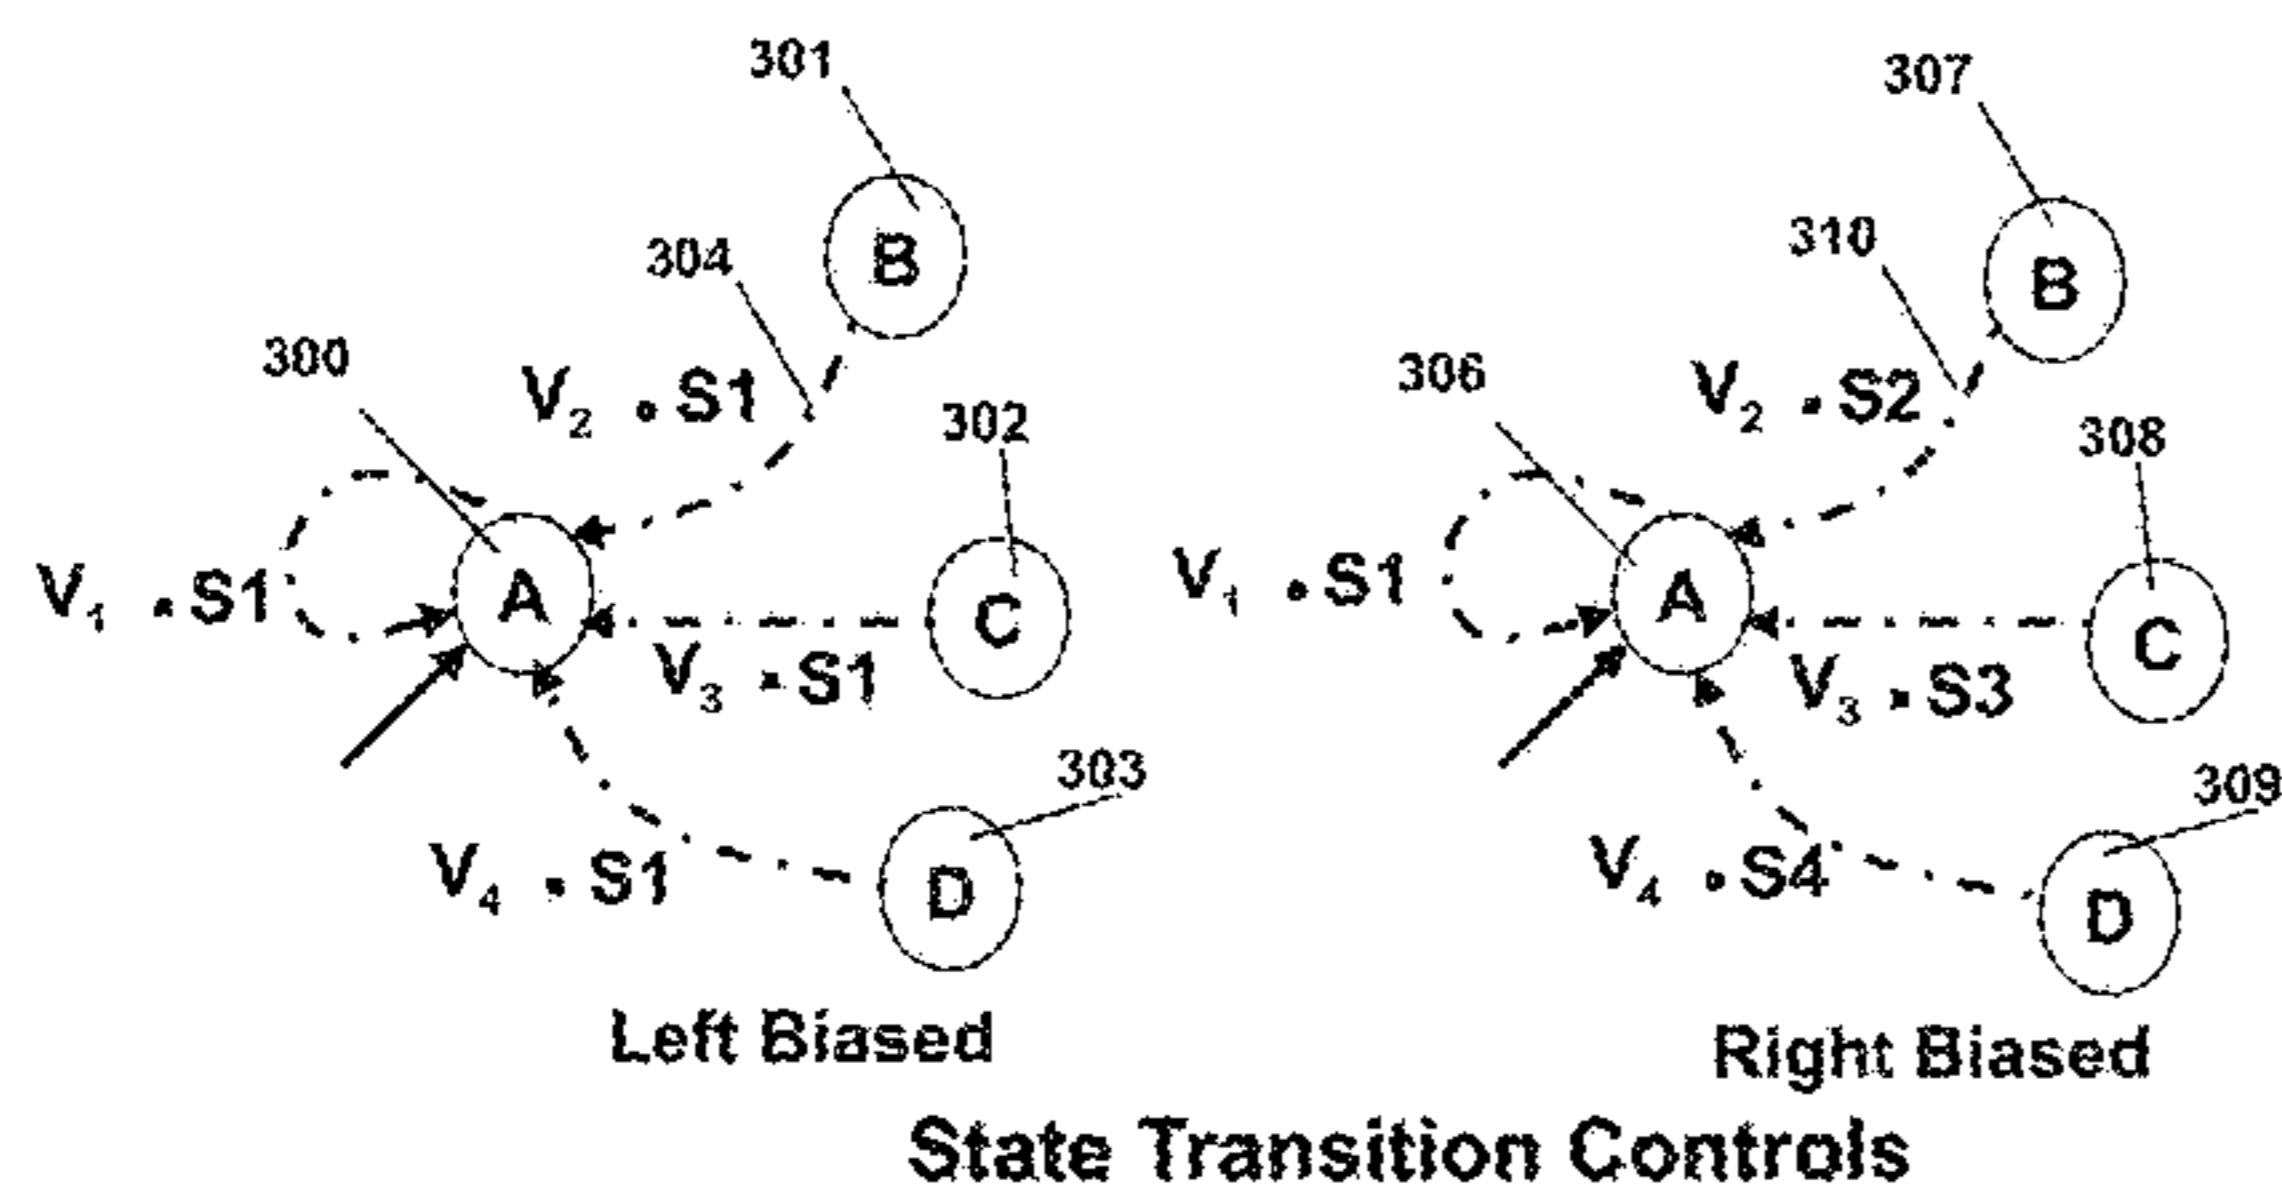 301
B
304
300
V₂ • S1
302
A
V₁ • S1
C
V₃ • S1
303
V₄ • S1
D
Left Biased
307
B
310
306
V₂ • S2
308
A
V₁ • S1
C
V₃ • S3
309
V₄ • S4
D
Right Biased
State Transition Controls